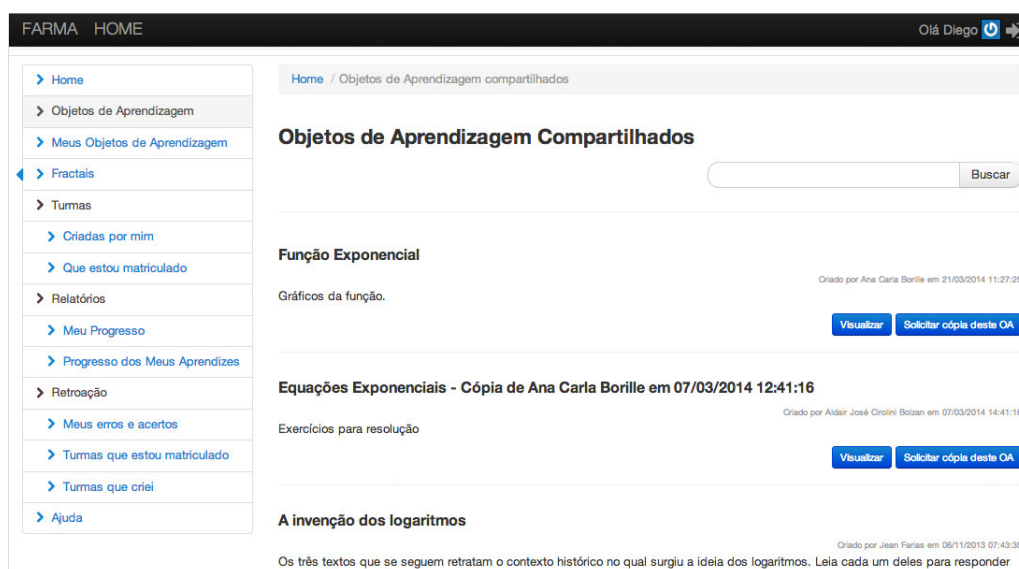 FARMA HOME
Olá Diego
Home
Objetos de Aprendizagem
Meus Objetos de Aprendizagem
Fractais
Turmas
Criadas por mim
Que estou matriculado
Relatórios
Meu Progresso
Progresso dos Meus Aprendizes
Retroação
Meus erros e acertos
Turmas que estou matriculado
Turmas que criei
Ajuda
Home / Objetos de Aprendizagem compartilhados
Objetos de Aprendizagem Compartilhados
Buscar
Função Exponencial
Criado por Ana Carla Borille em 21/03/2014 11:27:25
Gráficos da função.
Visualizar Solicitar cópia deste OA
Equações Exponenciais - Cópia de Ana Carla Borille em 07/03/2014 12:41:16
Criado por Aldair José Cirolini Bolzan em 07/03/2014 14:41:16
Exercícios para resolução
Visualizar Solicitar cópia deste OA
A invenção dos logaritmos
Criado por Jean Farias em 06/11/2013 07:43:35
Os três textos que se seguem retratam o contexto histórico no qual surgiu a ideia dos logaritmos. Leia cada um deles para responder